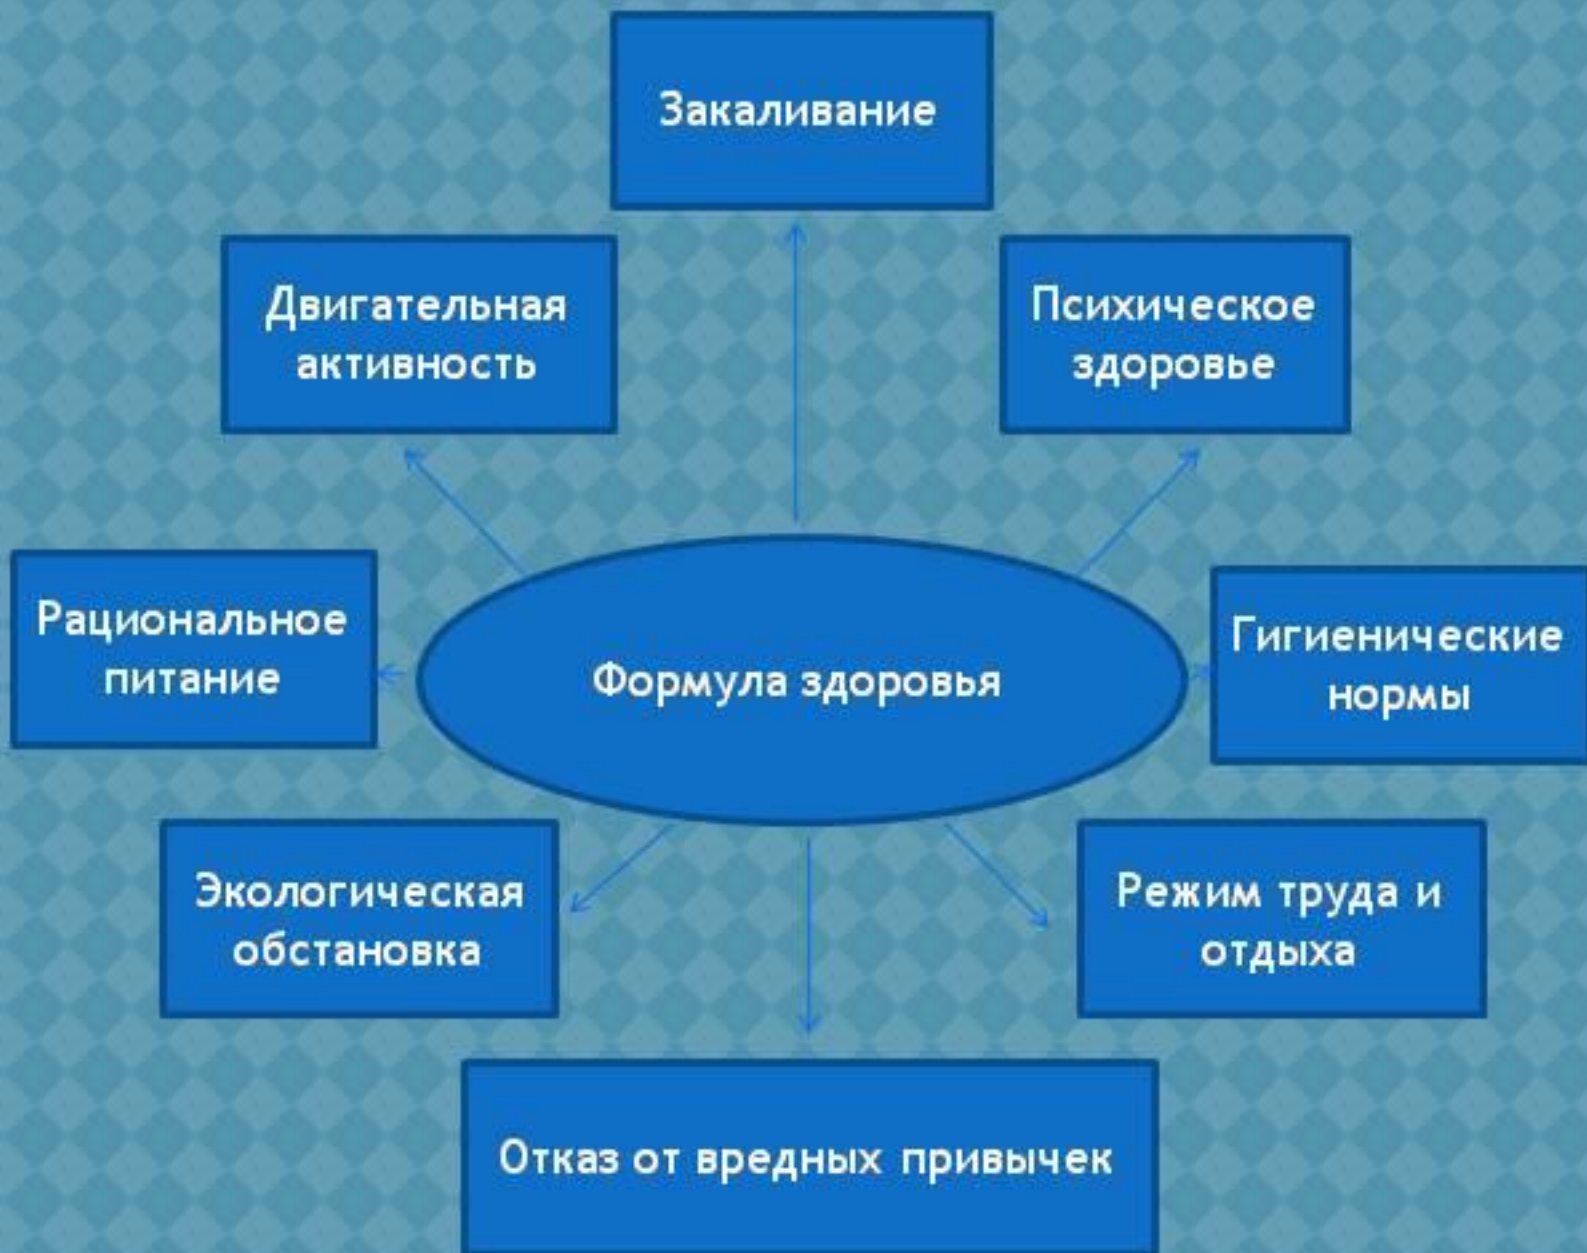 Закаливание
Двигательная
активность
Психическое
здоровье
Рациональное
питание
Формула здоровья
Гигиенические
нормы
Экологическая
обстановка
Режим труда и
отдыха
Отказ от вредных привычек